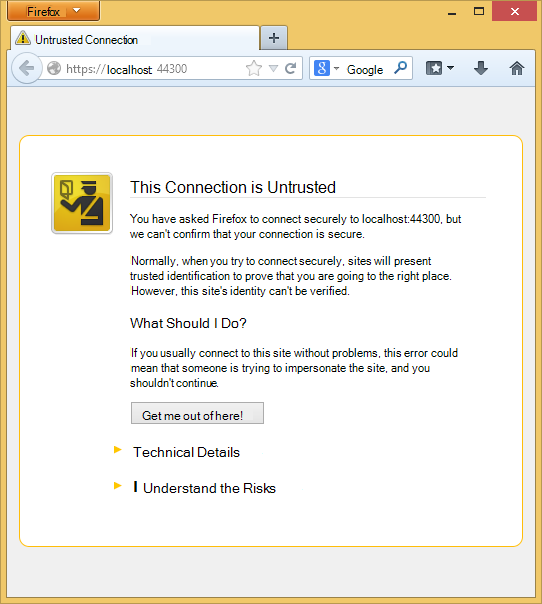 Firefox
Untrusted Connection
https://localhost 44300
Google
This Connection is Untrusted
You have asked Firefox to connect securely to localhost:44300, but
we can't confirm that your connection is secure.
Normally, when you try to connect securely, sites will present
trusted identification to prove that you are going to the right place.
However, this site's identity can't be verified.
What Should I Do?
If you usually connect to this site without problems, this error could
mean that someone is trying to impersonate the site, and you
shouldn't continue.
Get me out of here!
Technical Details
I Understand the Risks